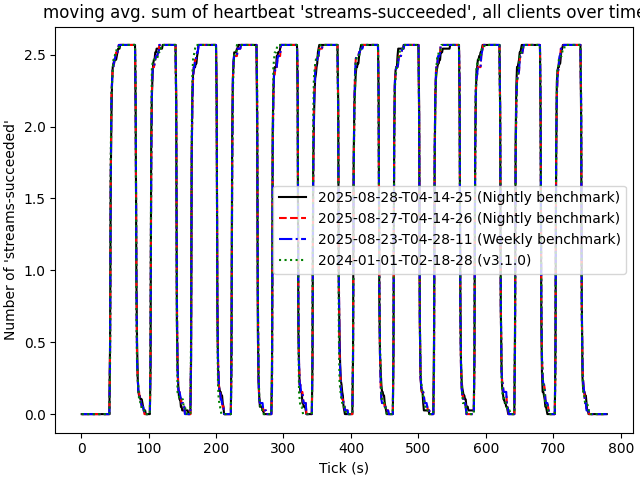 moving avg. sum of heartbeat 'streams-succeeded', all clients over time
Number of 'streams-succeeded'
2.5
2.0
1.5
1.0
0.5
0.0
2025-08-28-T04-14-25 (Nightly benchmark)
2025-08-27-T04-14-26 (Nightly benchmark)
2025-08-23-T04-28-11 (Weekly benchmark)
2024-01-01-T02-18-28 (v3.1.0)
0 100 200 300 400 500 600 700 800
Tick (s)